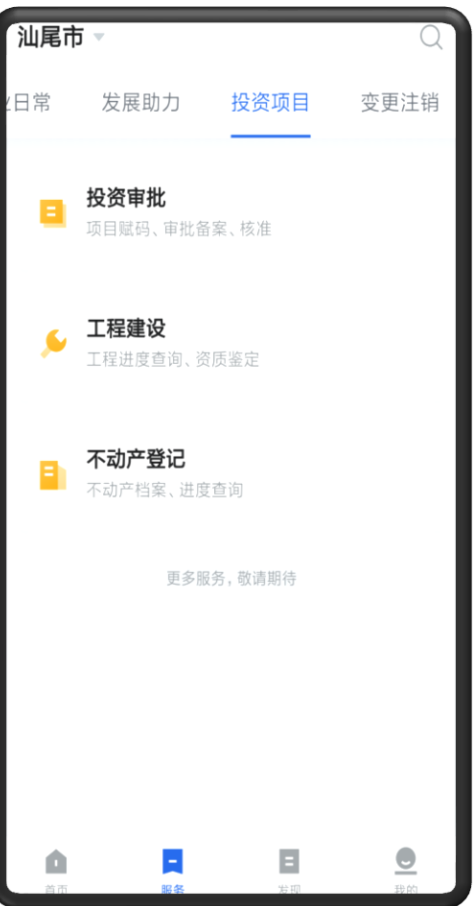 汕尾市
日常 发展助力 投资项目 变更注销
投资审批
项目赋码、审批备案、核准
工程建设
工程进度查询、资质鉴定
不动产登记
不动产档案、进度查询
更多服务，敬请期待
首页 服务 发现 我的